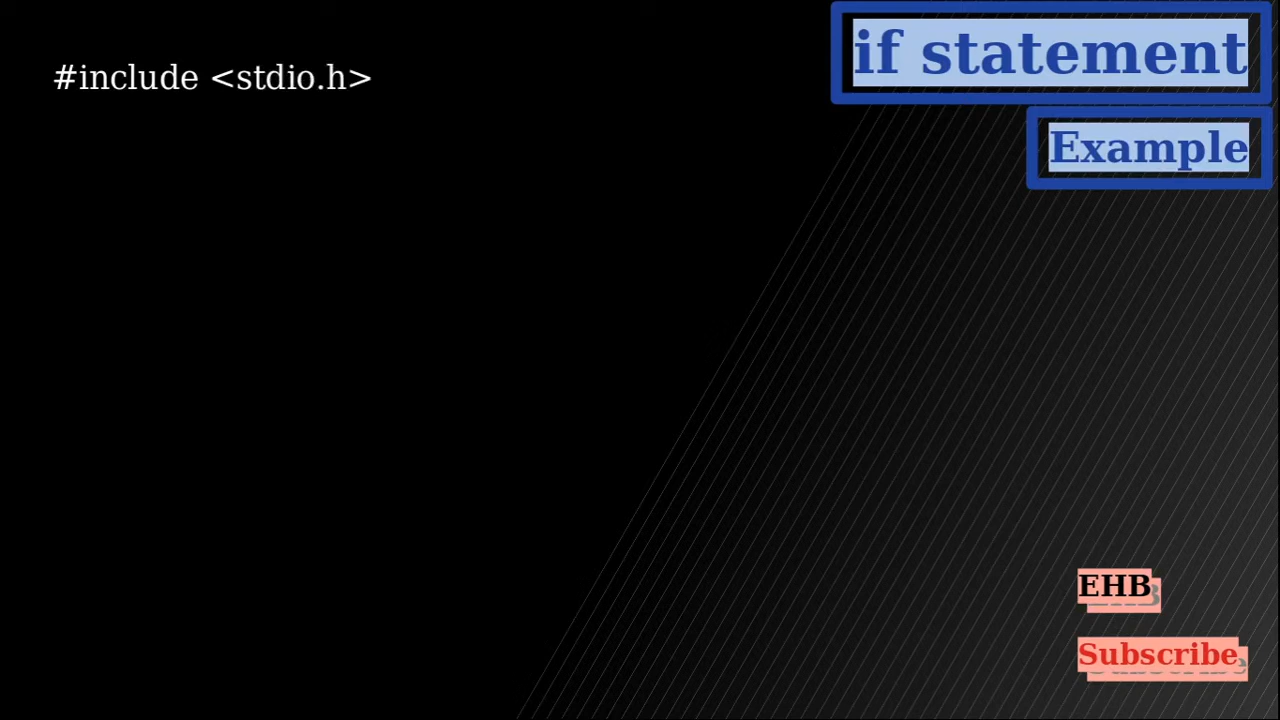 if statement
#include <stdio.h>
Example
EHB
Subscribe